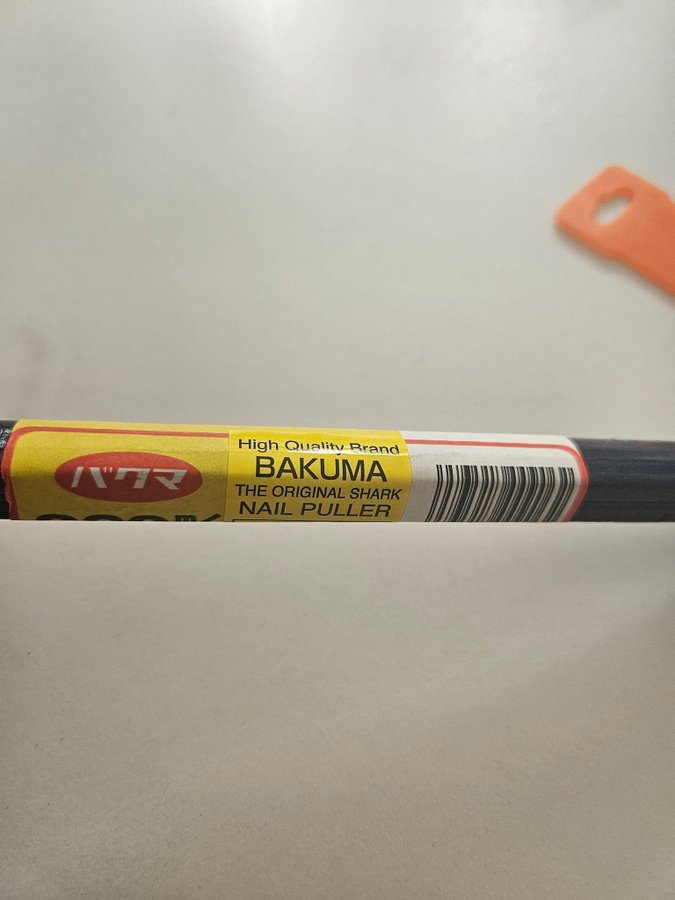 バクマ
High Quality Brand
BAKUMA
THE ORIGINAL SHARK
NAIL PULLER